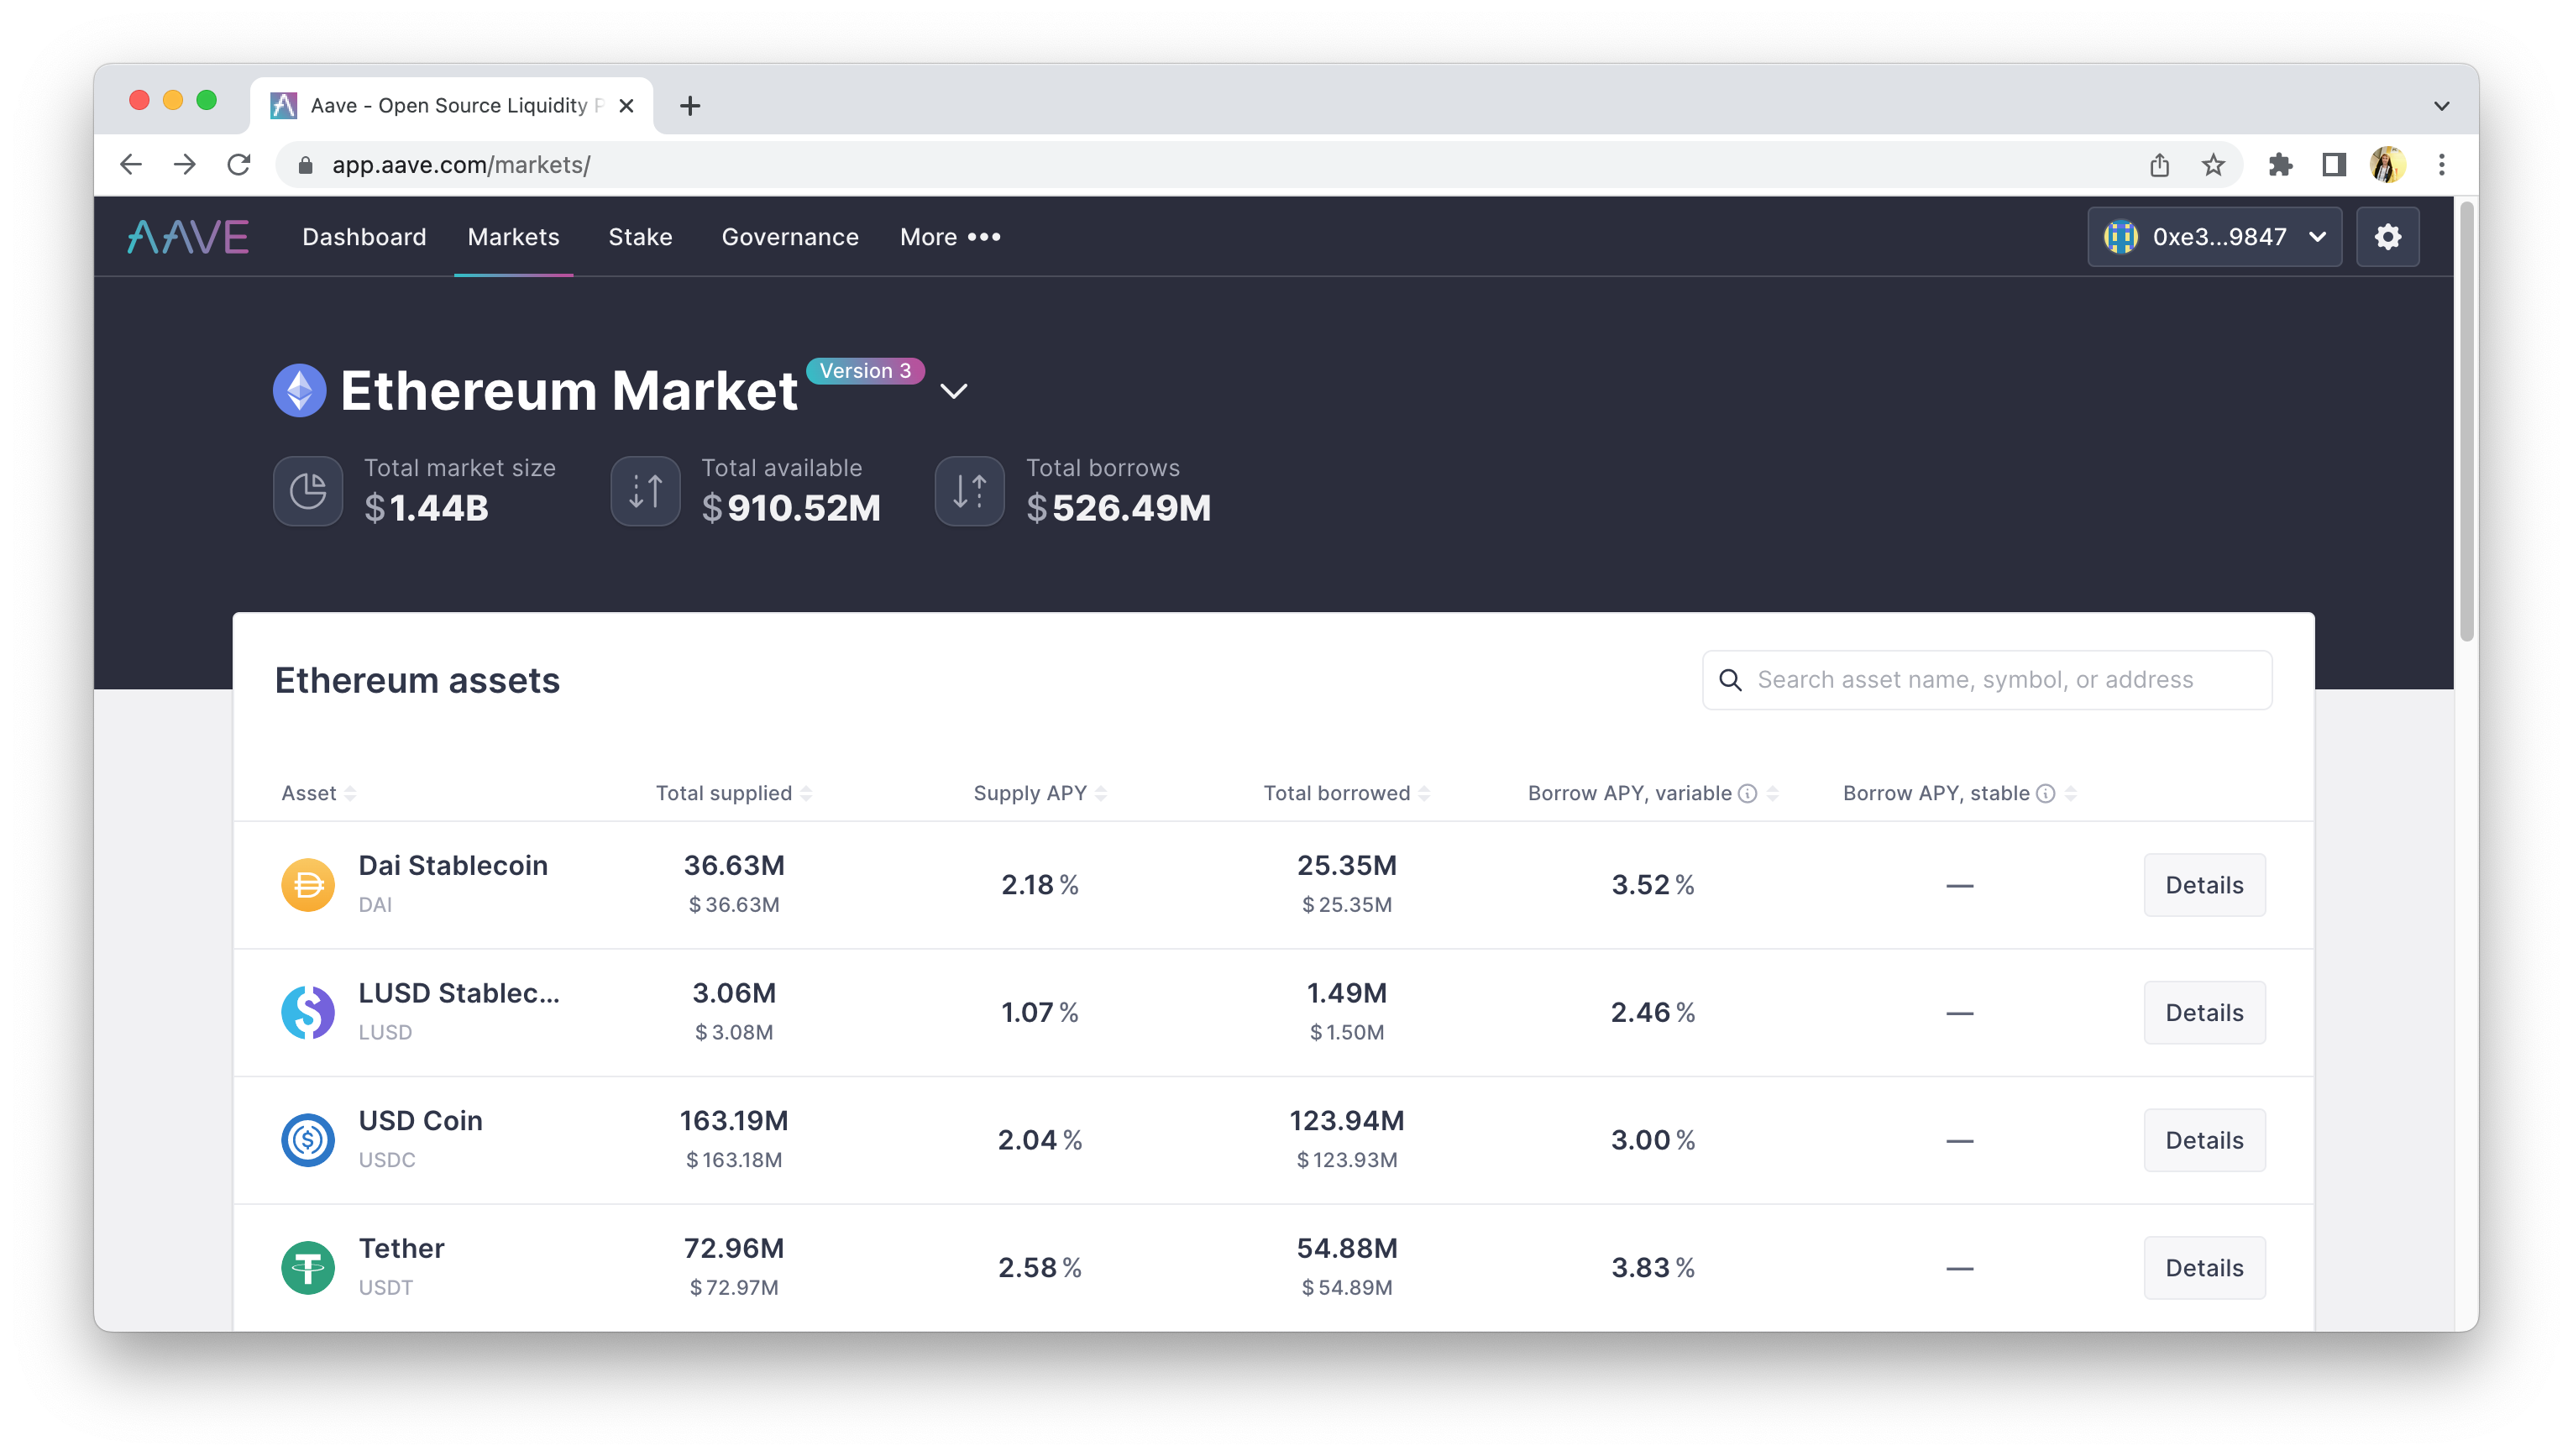 Aave - Open Source Liquidity P
app.aave.com/markets/
AAVE Dashboard Markets Stake Governance More 0xe3...9847
Ethereum Market Version 3
Total market size Total available Total borrows
$1.44B $910.52M $526.49M
Ethereum assets Search asset name, symbol, or address
Asset Total supplied Supply APY Total borrowed Borrow APY, variable Borrow APY, stable
Dai Stablecoin 36.63M 2.18% 25.35M 3.52% — Details
DAI $36.63M $25.35M
LUSD Stablec... 3.06M 1.07% 1.49M 2.46% — Details
LUSD $3.08M $1.50M
USD Coin 163.19M 2.04% 123.94M 3.00% — Details
USDC $163.18M $123.93M
Tether 72.96M 2.58% 54.88M 3.83% — Details
USDT $72.97M $54.89M